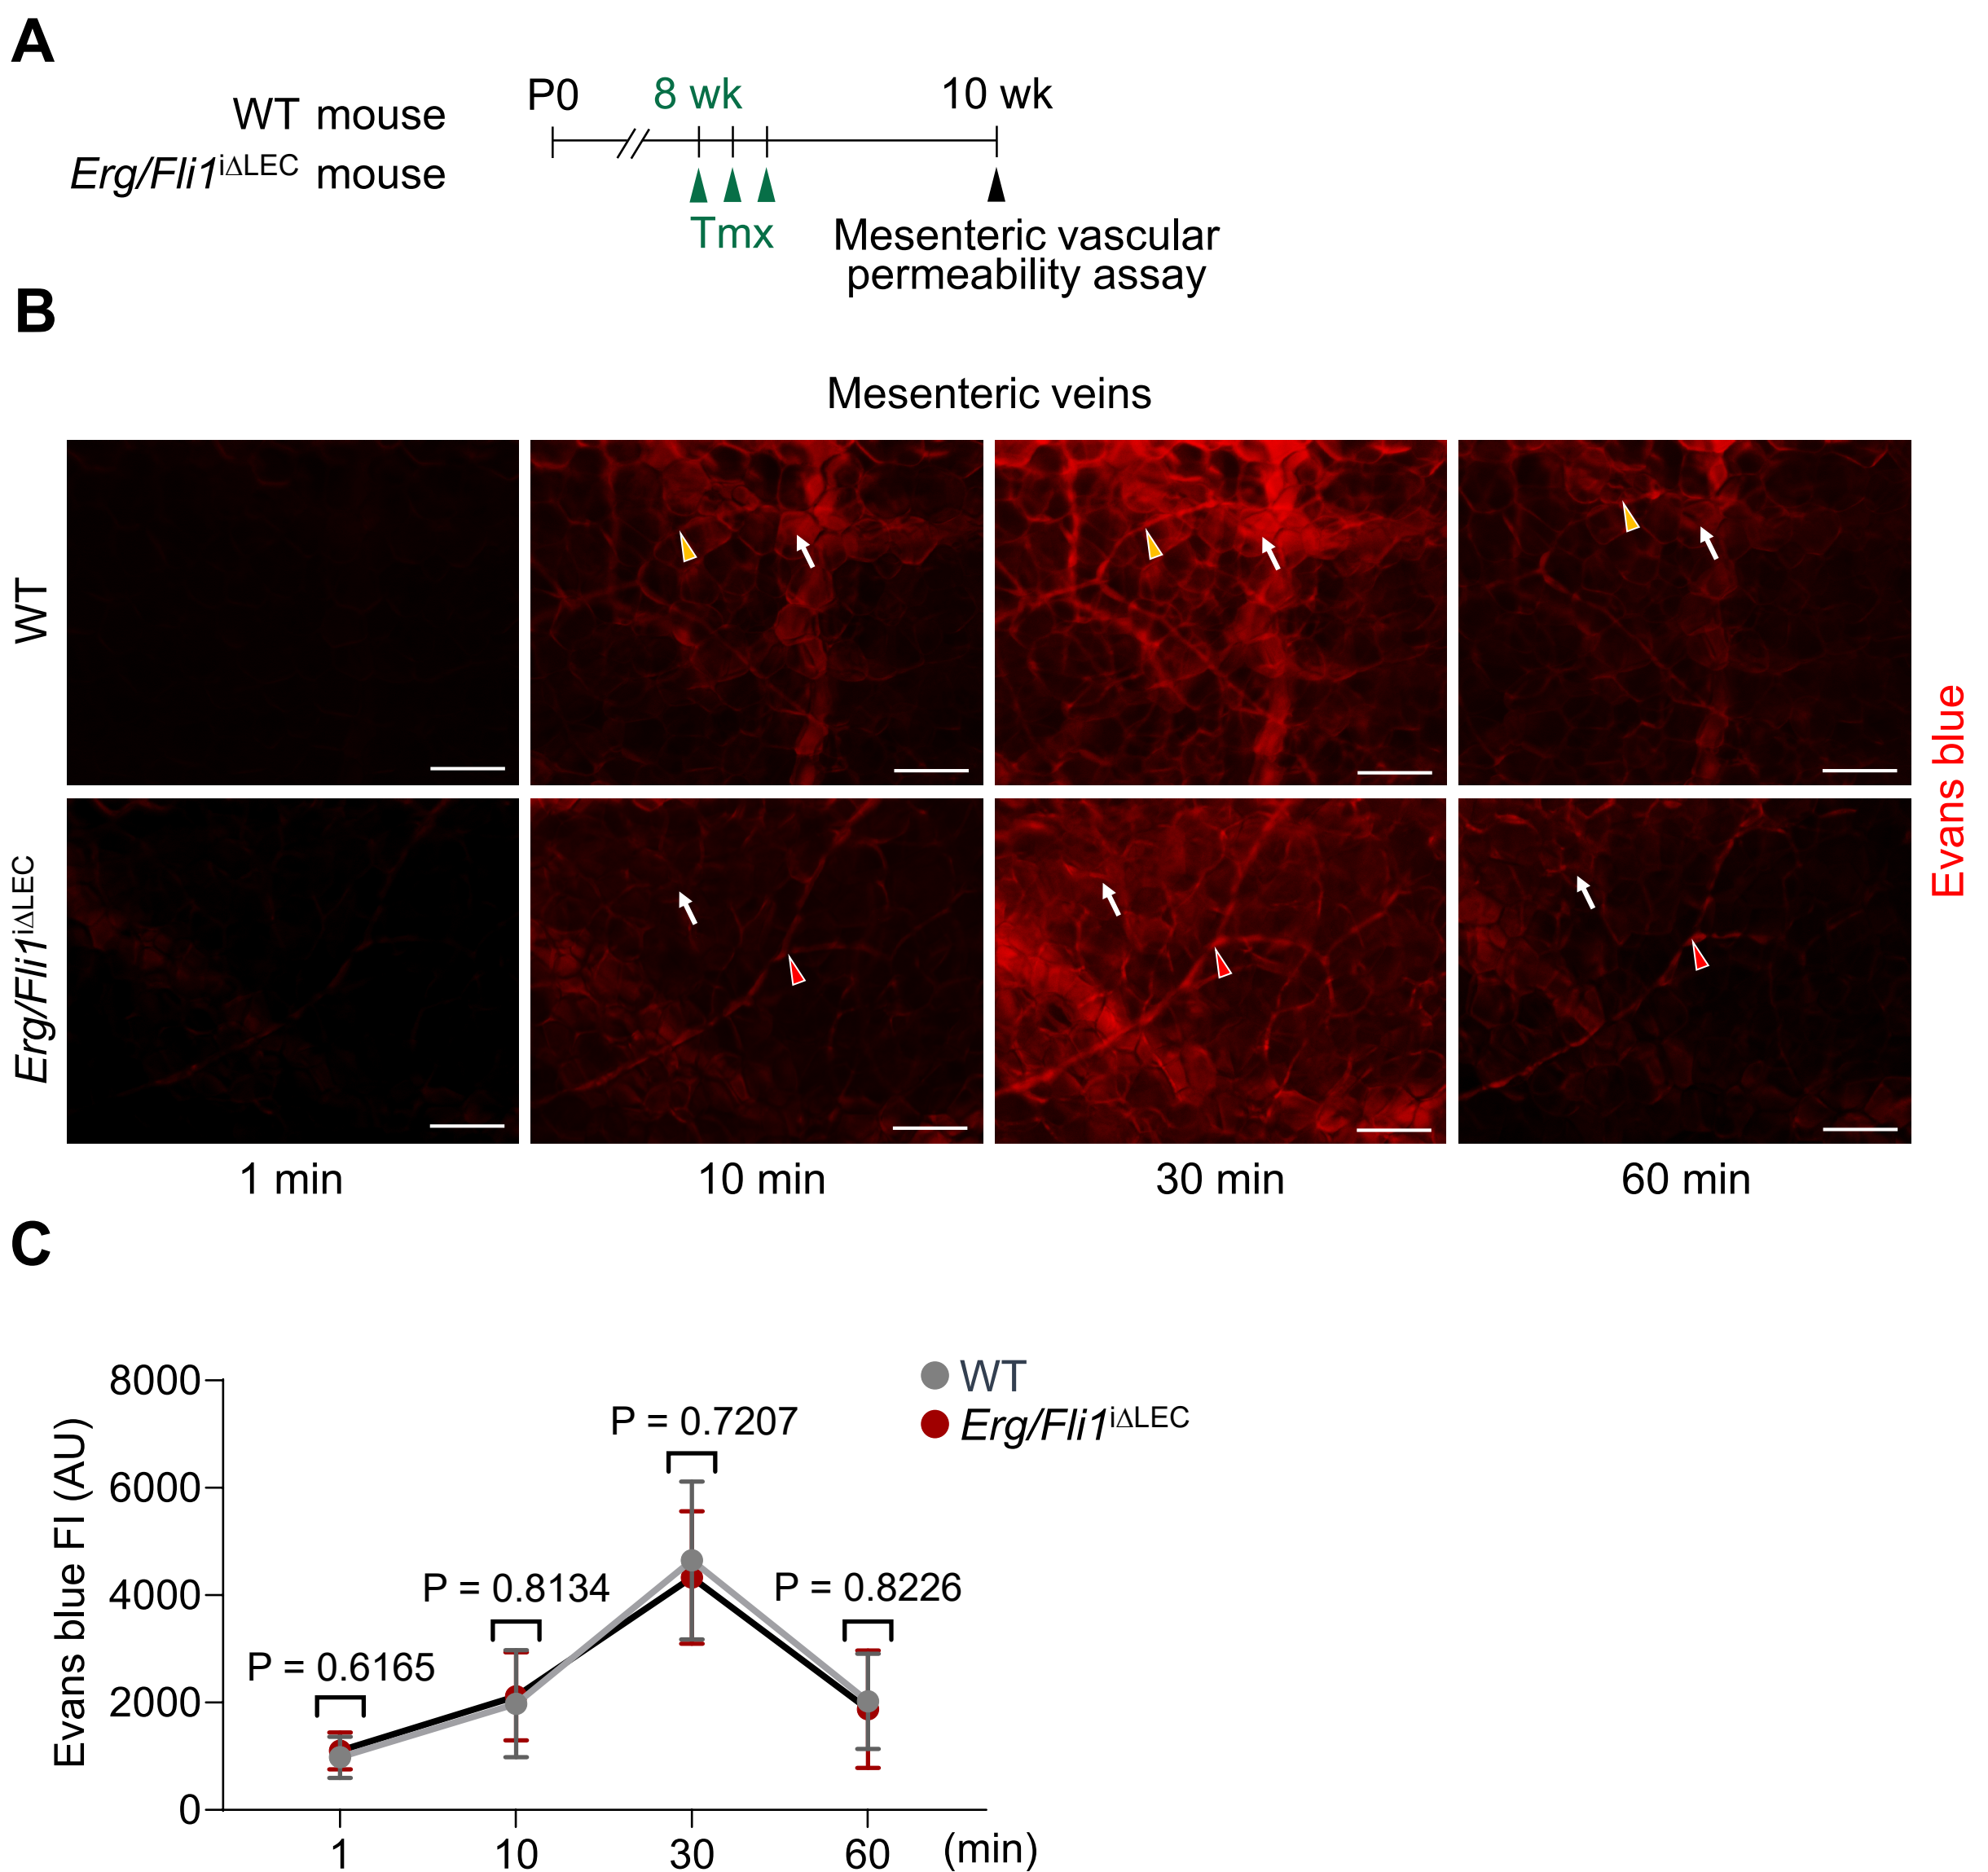 A
WT mouse
Erg/Fli1iΔLEC mouse
P0
8 wk
10 wk
Tmx
Mesenteric vascular
permeability assay
B
Mesenteric veins
WT
Erg/Fli1iΔLEC
Evans blue
1 min
10 min
30 min
60 min
C
Evans blue FI (AU)
8000
6000
4000
2000
0
P = 0.6165
P = 0.8134
P = 0.7207
P = 0.8226
WT
Erg/Fli1iΔLEC
1
10
30
60
(min)